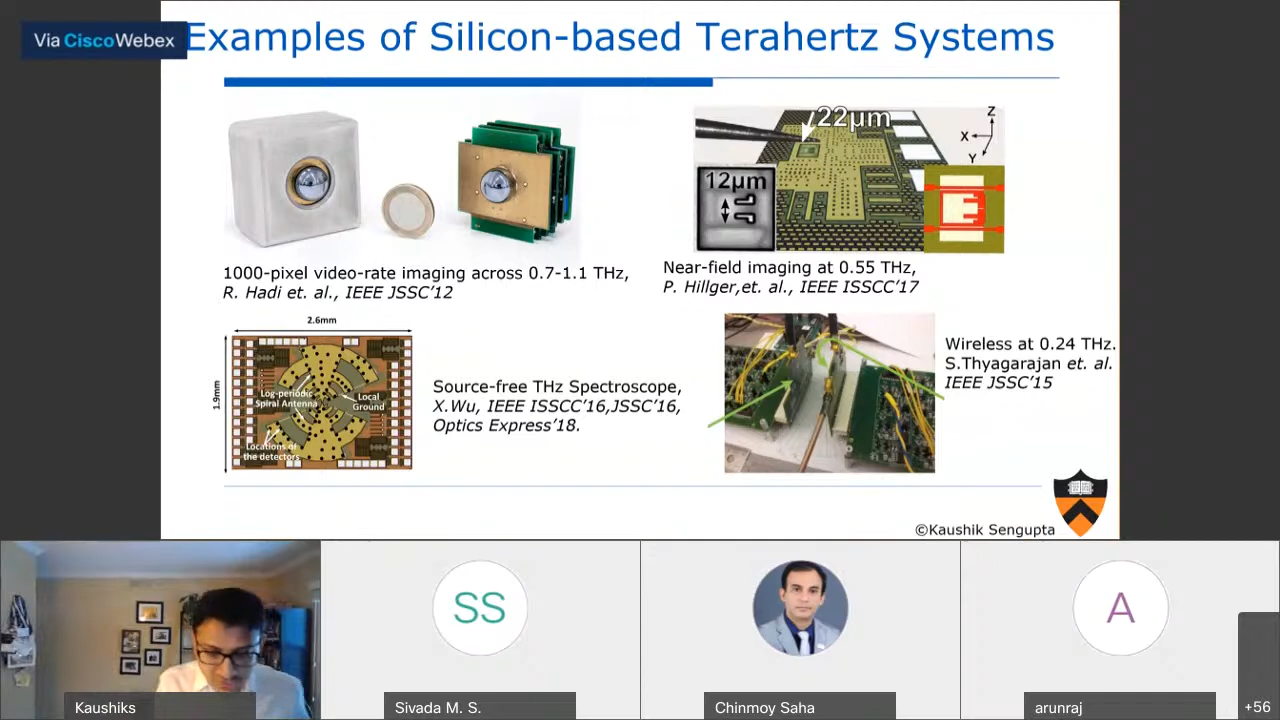 Via Cisco Webex
Examples of Silicon-based Terahertz Systems
22µm
12µm
Z
X
Y
1000-pixel video-rate imaging across 0.7-1.1 THz,
R. Hadi et. al., IEEE JSSC'12
Near-field imaging at 0.55 THz,
P. Hillger,et. al., IEEE ISSCC'17
2.6mm
1.9mm
Log-periodic
Spiral Antenna
Local
Ground
Locations of
the detectors
Source-free THz Spectroscope,
X.Wu, IEEE ISSCC'16,JSSC'16,
Optics Express'18.
Wireless at 0.24 THz.
S.Thyagarajan et. al.
IEEE JSSC'15
©Kaushik Sengupta
SS
A
Kaushiks
Sivada M. S.
Chinmoy Saha
arunraj
+56